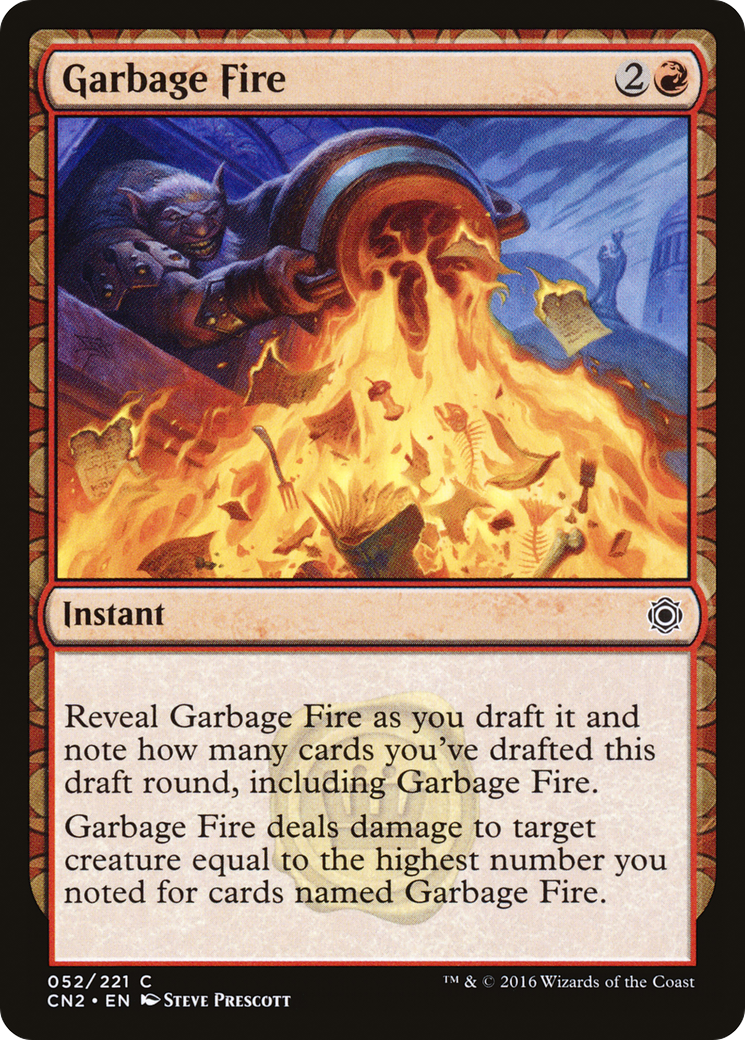 Garbage Fire 2
Instant
Reveal Garbage Fire as you draft it and
note how many cards you've drafted this
draft round, including Garbage Fire.
Garbage Fire deals damage to target
creature equal to the highest number you
noted for cards named Garbage Fire.
052/221 C
CN2 • EN Steve Prescott
™ & © 2016 Wizards of the Coast